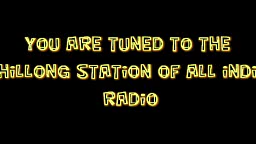 YOU ARE TUNED TO THE
HILLONG STATION OF ALL INDI
RADIO